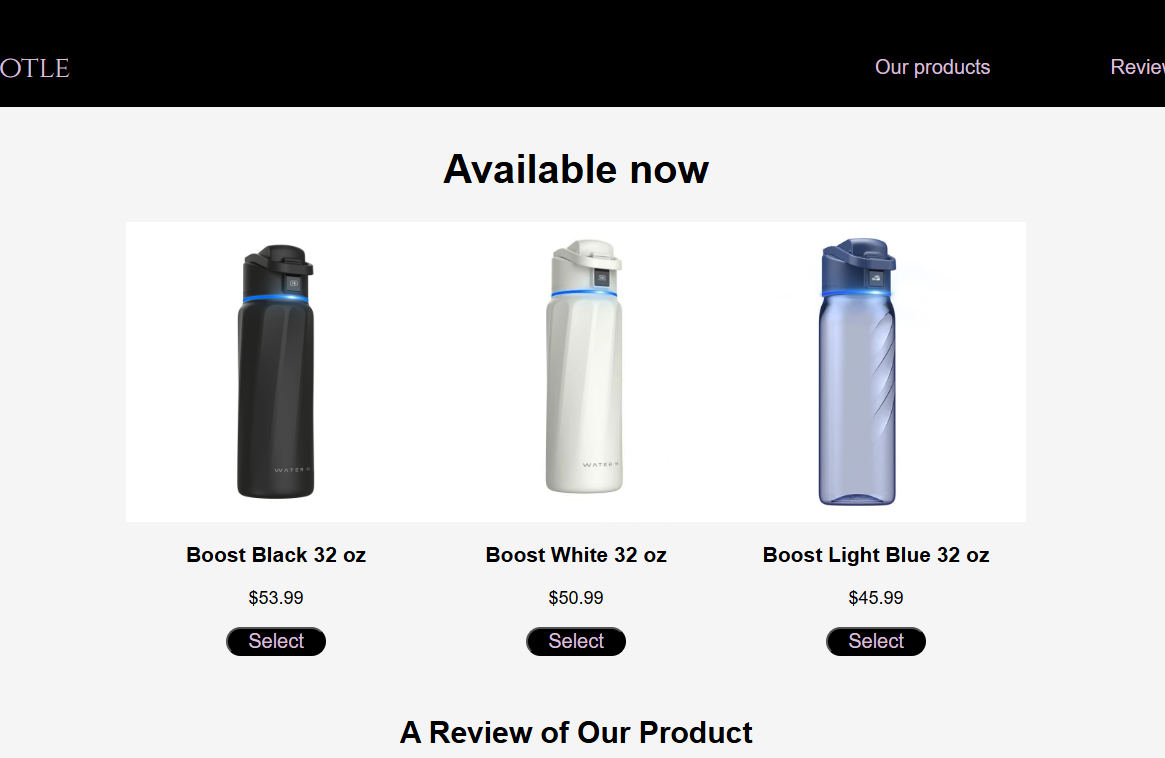 OTLE
Our products
Review
Available now
WATER
WATER
Boost Black 32 oz
Boost White 32 oz
Boost Light Blue 32 oz
$53.99
$50.99
$45.99
Select
Select
Select
A Review of Our Product